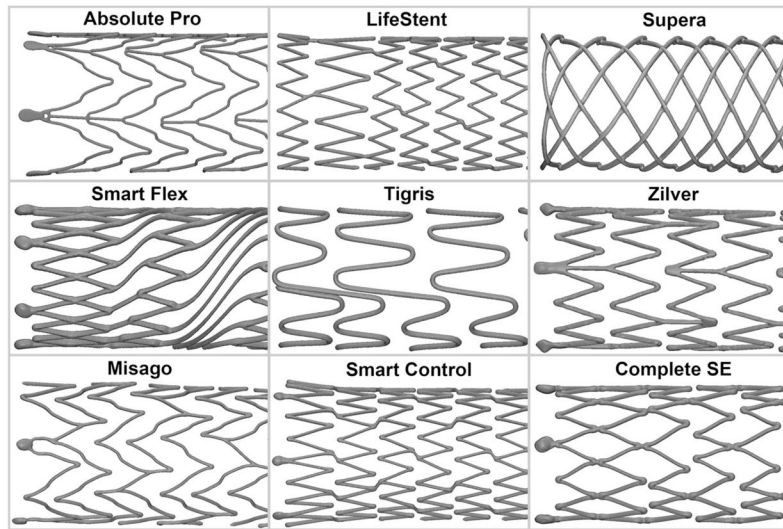 Absolute Pro
LifeStent
Supera
Smart Flex
Tigris
Zilver
Misago
Smart Control
Complete SE